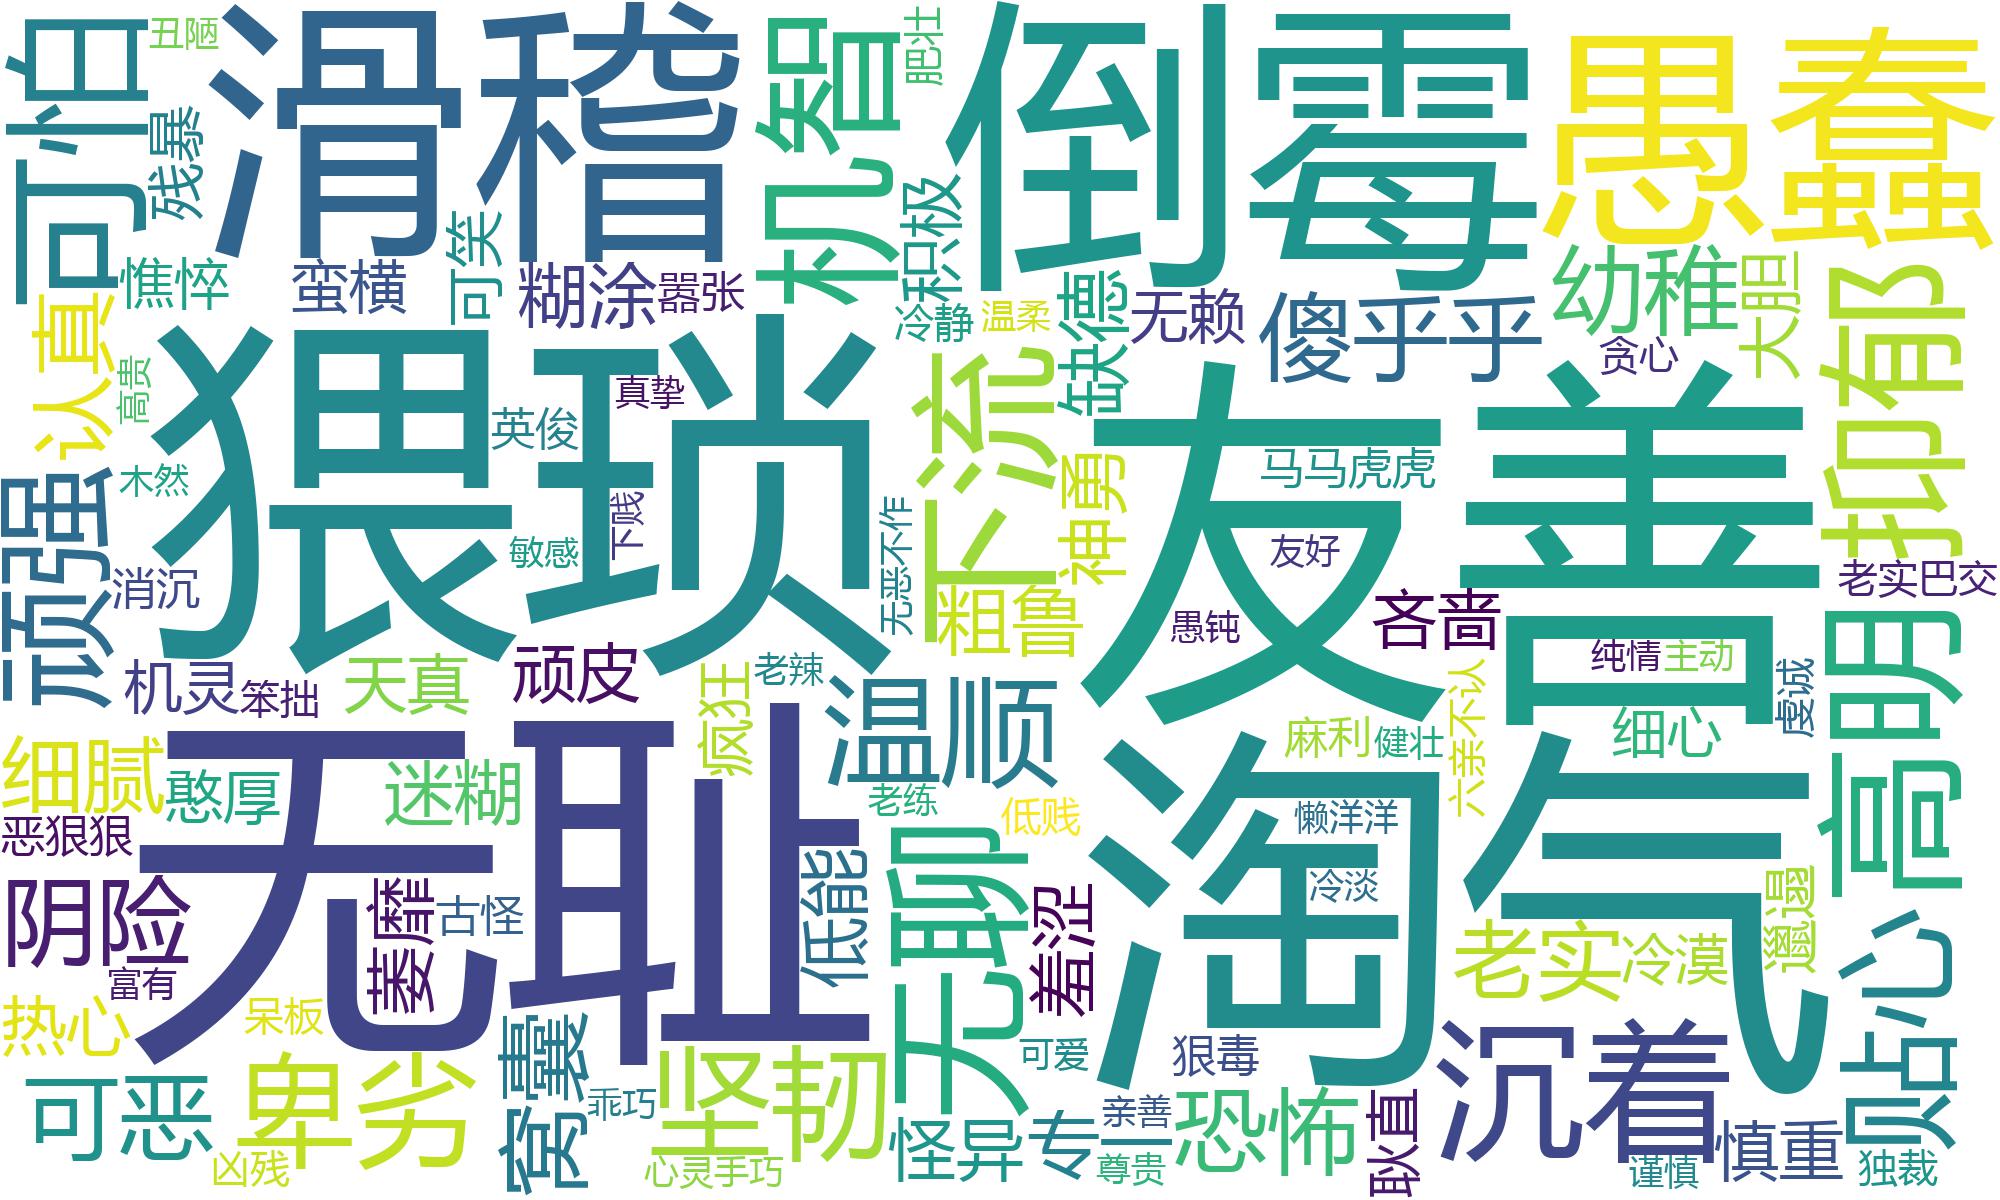 可怕
丑陋
残暴
滑稽
机智
肥壮
倒霉
愚蠢
积极
可笑
憔悴
蛮横
糊涂
嚣张
冷静
温柔
缺德
无赖
傻乎乎
幼稚
大胆
抑郁
贪心
认真
高贵
猥琐
英俊
真挚
下流
友善
马马虎虎
神勇
顽强
木然
敏感
下贱
无恶不作
友好
老实巴交
消沉
粗鲁
愚钝
吝啬
高明
机灵
笨拙
天真
顽皮
疯狂
老辣
温顺
纯情
主动
虔诚
六亲不认
麻利
健壮
细心
细腻
憨厚
迷糊
无耻
老练
低贱
淘气
懒洋洋
恶狠狠
冷淡
阴险
萎靡
古怪
低能
无聊
羞涩
老实
冷漠
邋遢
贴心
富有
热心
呆板
窝囊
可爱
狠毒
沉着
可恶
卑劣
乖巧
坚韧
怪异
专一
亲善
尊贵
恐怖
耿直
慎重
谨慎
独裁
凶残
心灵手巧